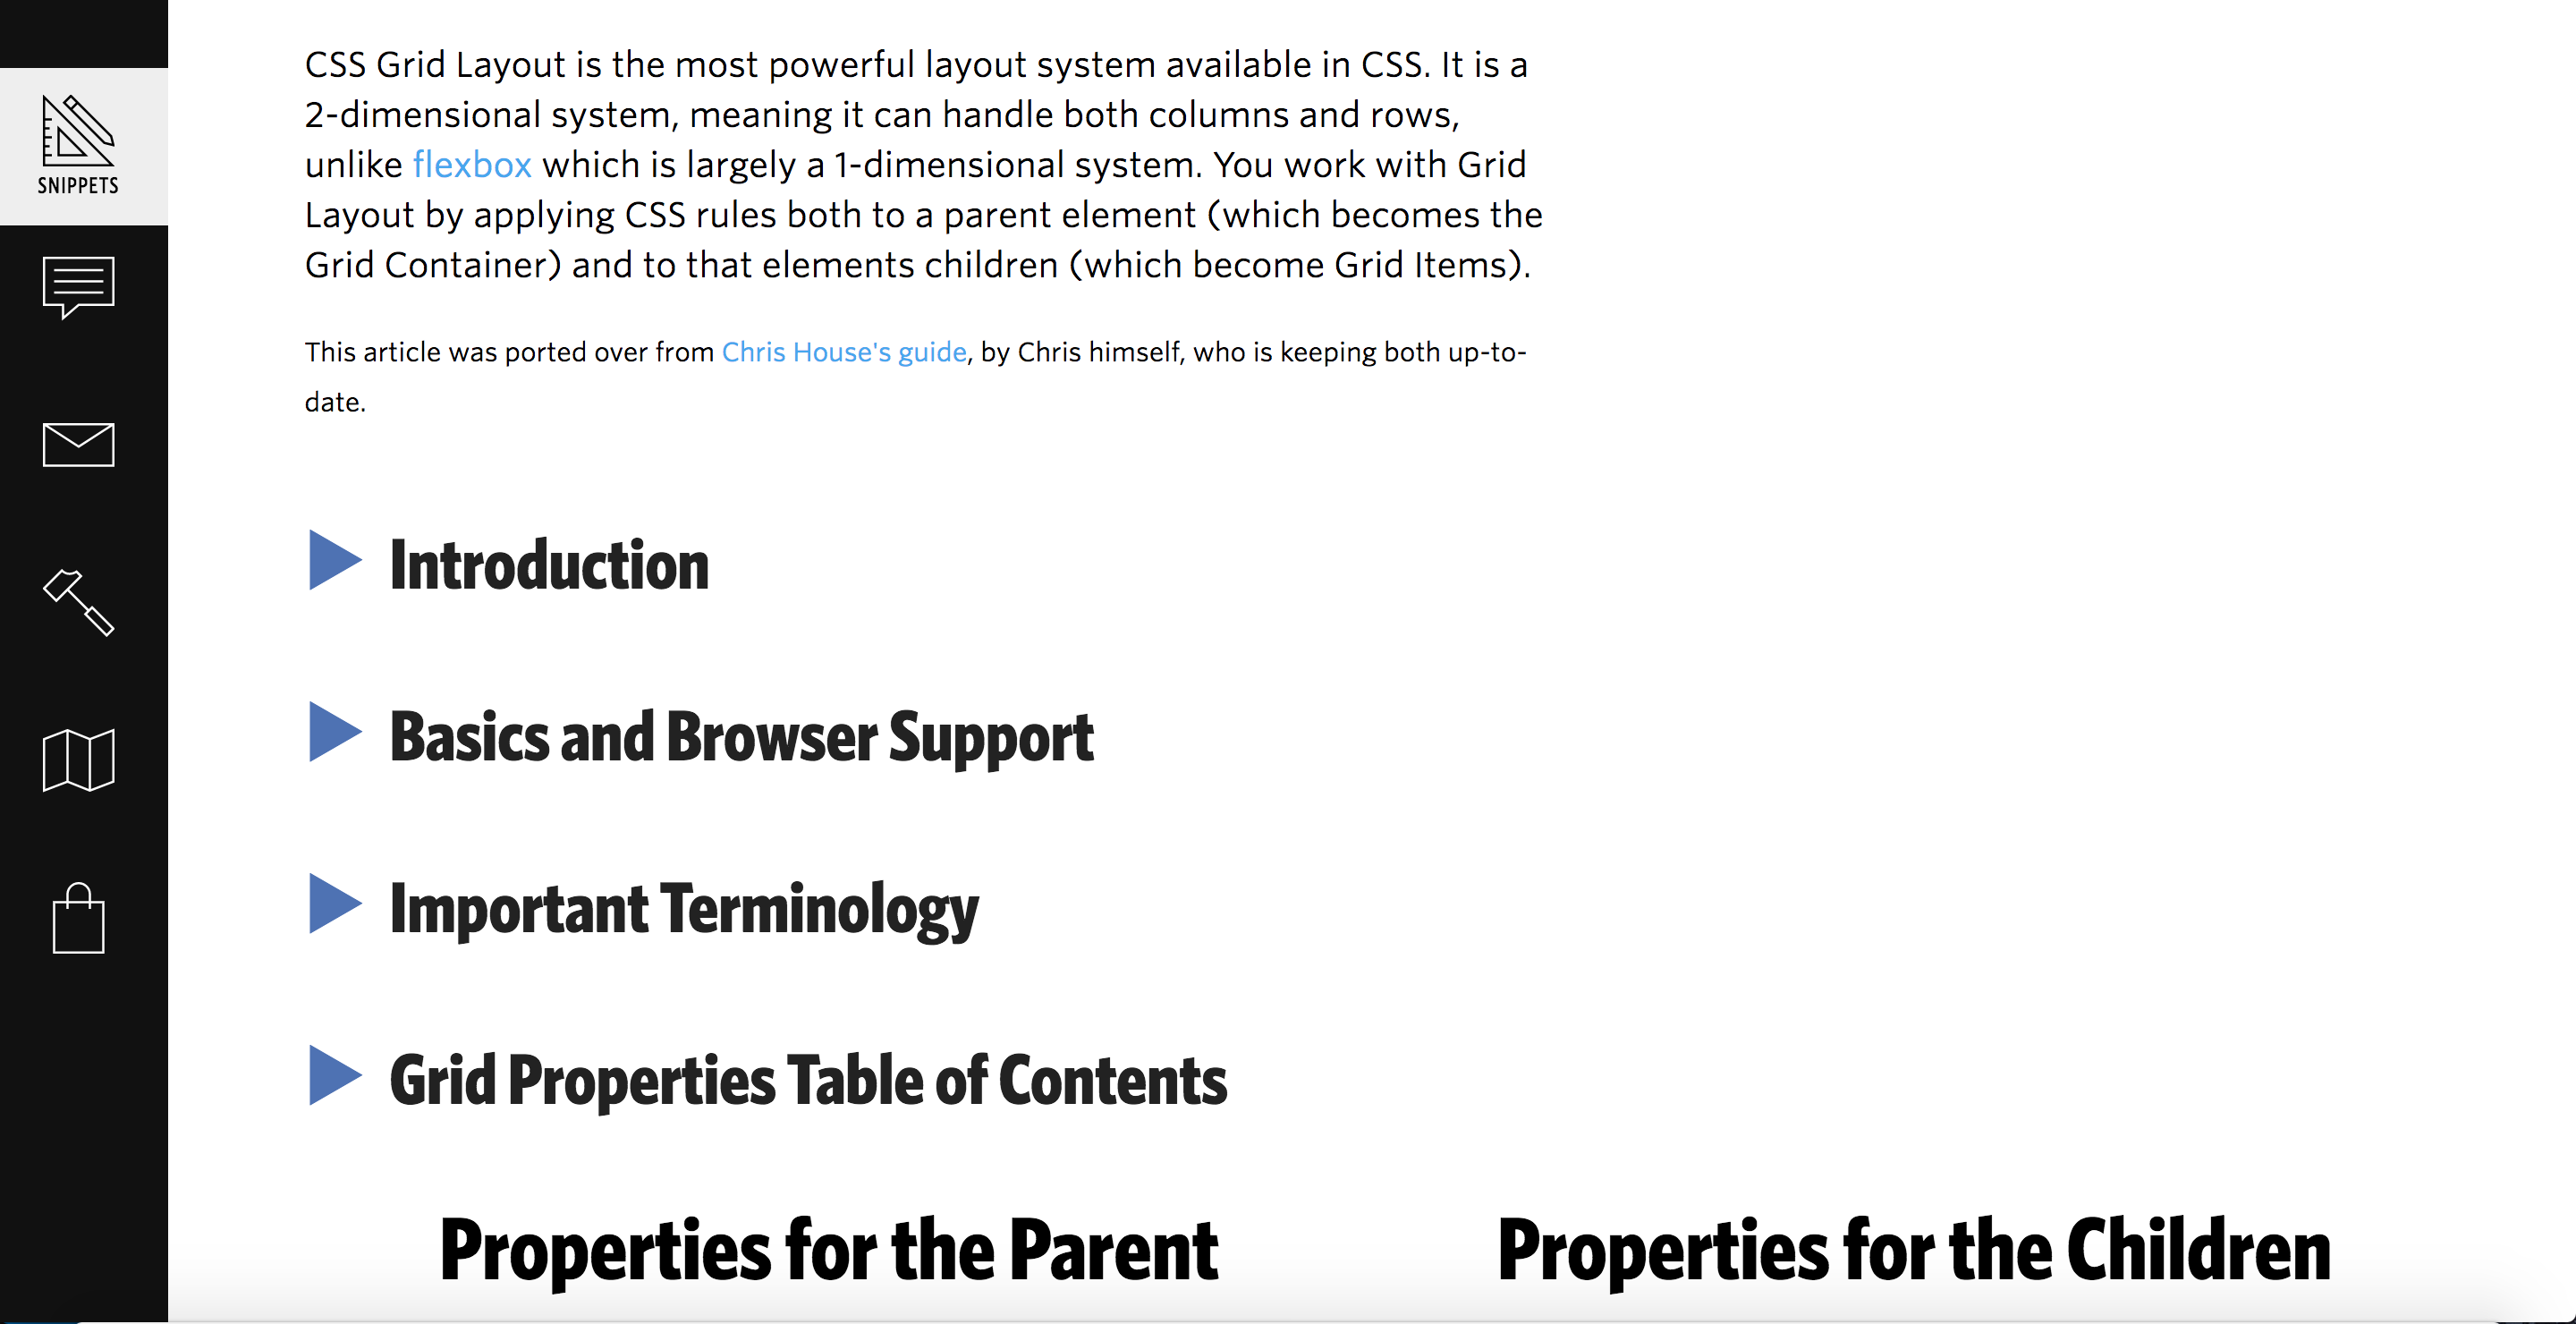 SNIPPETS
CSS Grid Layout is the most powerful layout system available in CSS. It is a
2-dimensional system, meaning it can handle both columns and rows,
unlike flexbox which is largely a 1-dimensional system. You work with Grid
Layout by applying CSS rules both to a parent element (which becomes the
Grid Container) and to that elements children (which become Grid Items).
This article was ported over from Chris House's guide, by Chris himself, who is keeping both up-to-
date.
Introduction
Basics and Browser Support
Important Terminology
Grid Properties Table of Contents
Properties for the Parent
Properties for the Children